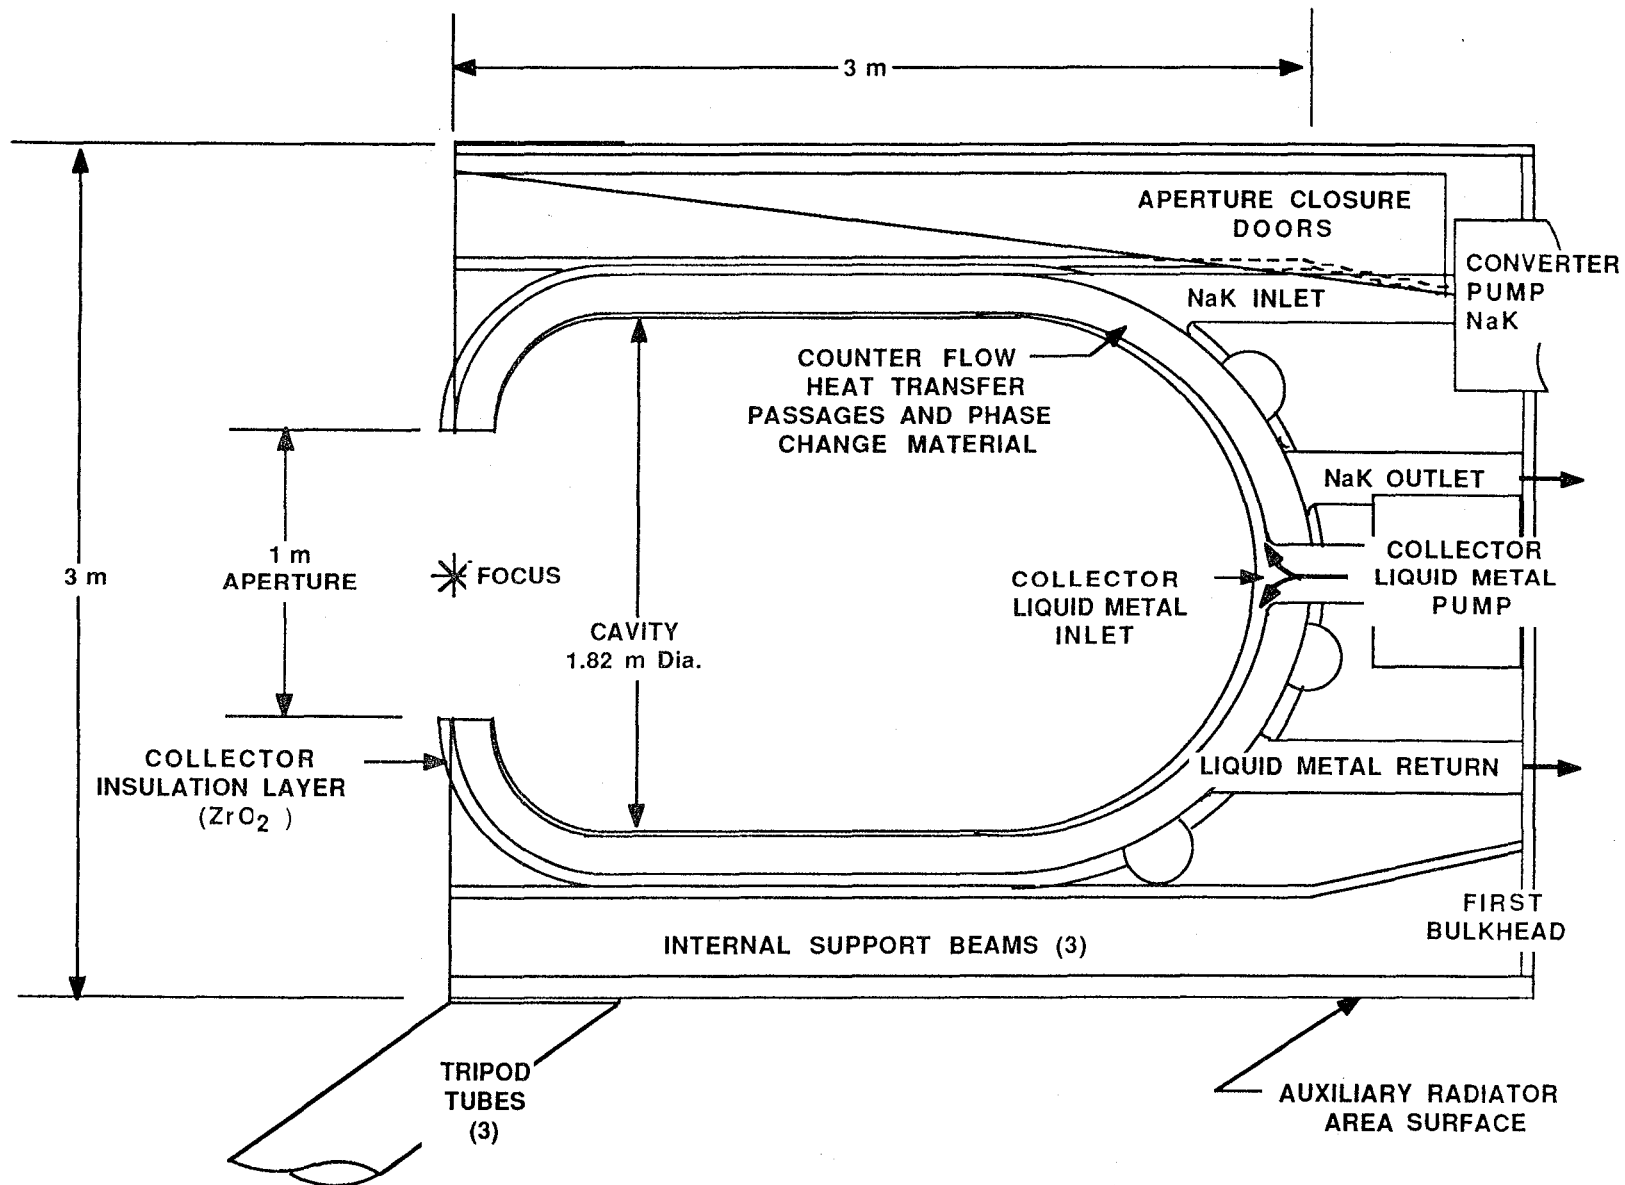 3 m
APERTURE CLOSURE
DOORS
CONVERTER
PUMP
NaK
NaK INLET
COUNTER FLOW
HEAT TRANSFER
PASSAGES AND PHASE
CHANGE MATERIAL
NaK OUTLET
1 m
APERTURE
3 m
FOCUS
COLLECTOR
LIQUID METAL
INLET
COLLECTOR
LIQUID METAL
PUMP
CAVITY
1.82 m Dia.
COLLECTOR
INSULATION LAYER
(ZrO2 )
LIQUID METAL RETURN
FIRST
BULKHEAD
INTERNAL SUPPORT BEAMS (3)
TRIPOD
TUBES
(3)
AUXILIARY RADIATOR
AREA SURFACE